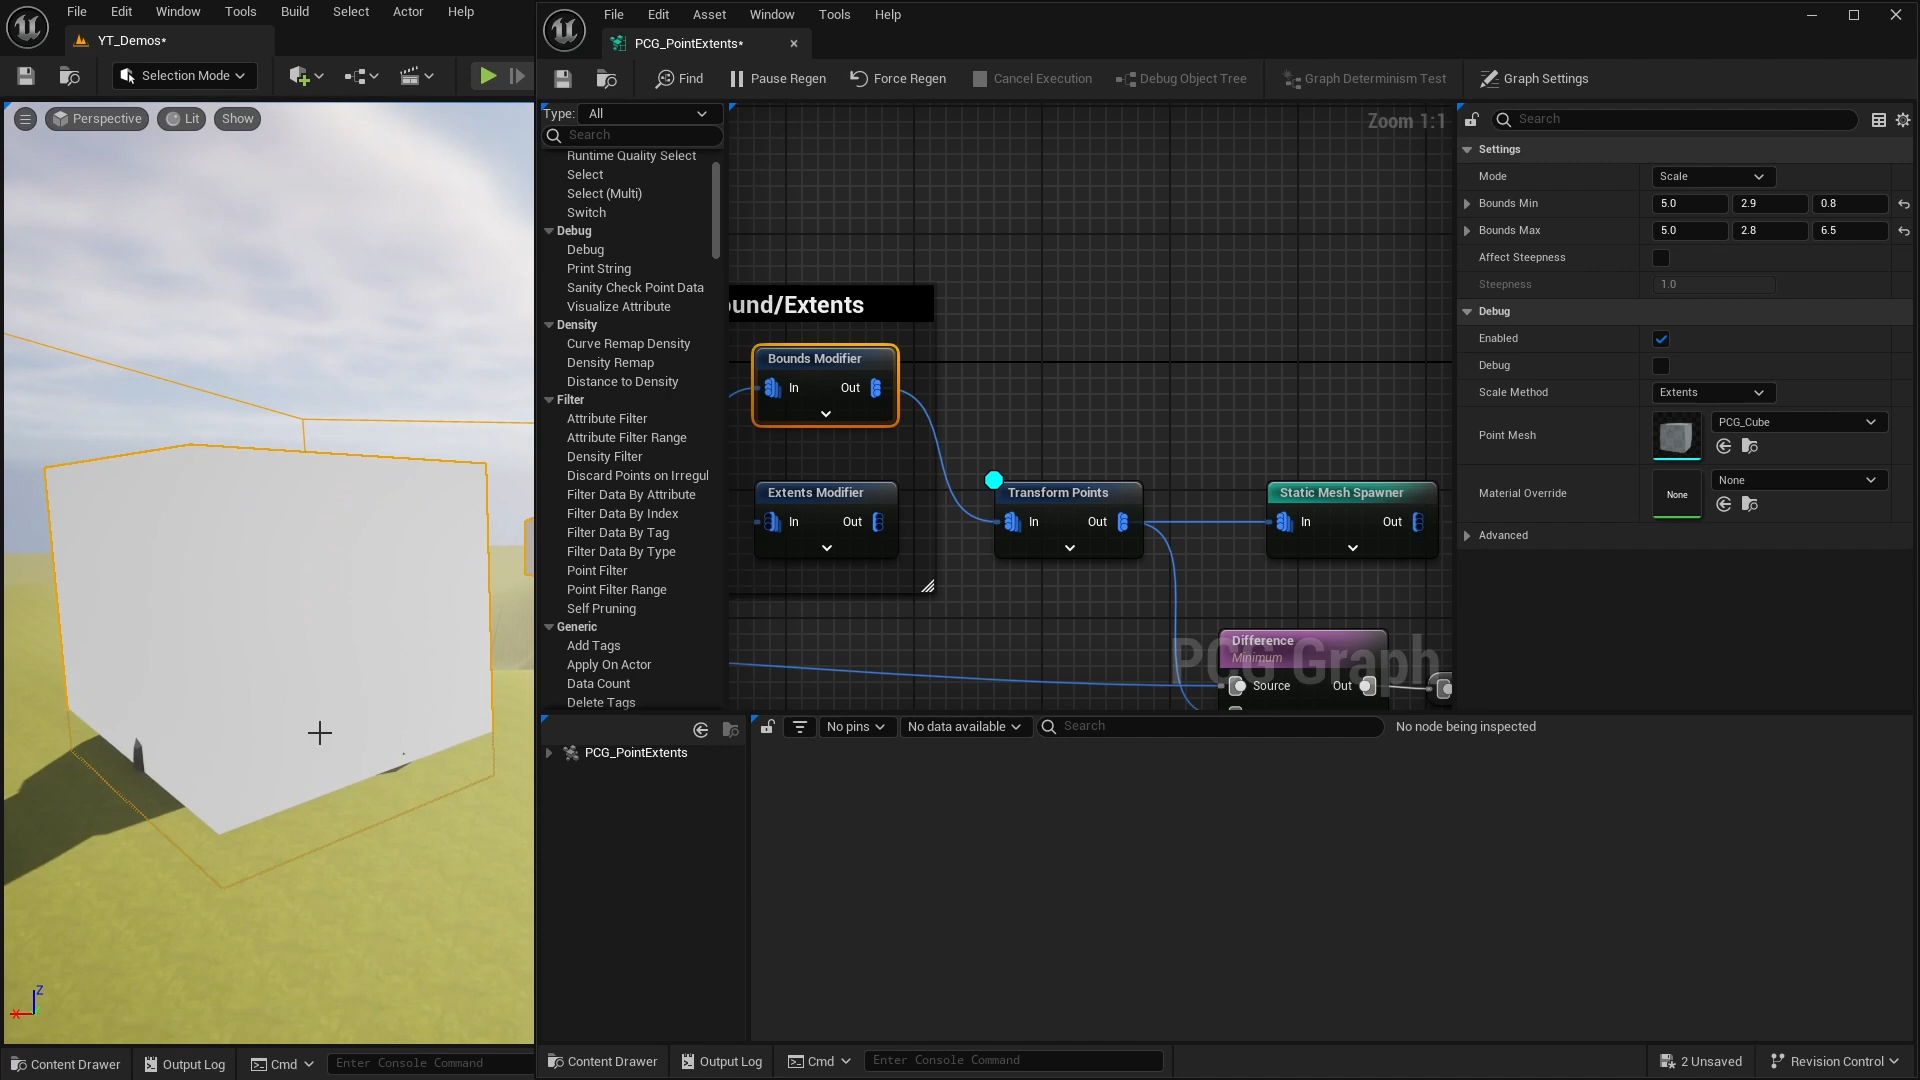 File Edit Window Tools Build Select Actor Help
YT_Demos*
Selection Mode
Perspective Lit Show
Z
X
Content Drawer Output Log Cmd Enter Console Command
File Edit Asset Window Tools Help
PCG_PointExtents*
Find Pause Regen Force Regen Cancel Execution Debug Object Tree Graph Determinism Test Graph Settings
Type: All
Search
Runtime Quality Select
Select
Select (Multi)
Switch
Debug
Debug
Print String
Sanity Check Point Data
Visualize Attribute
Density
Curve Remap Density
Density Remap
Distance to Density
Filter
Attribute Filter
Attribute Filter Range
Density Filter
Discard Points on Irregul
Filter Data By Attribute
Filter Data By Index
Filter Data By Tag
Filter Data By Type
Point Filter
Point Filter Range
Self Pruning
Generic
Add Tags
Apply On Actor
Data Count
Delete Tags
Zoom 1:1
ound/Extents
Bounds Modifier
In Out
Extents Modifier
In Out
Transform Points
In Out
Static Mesh Spawner
In Out
Difference
Minimum
Source Out
PCG Graph
Search
Settings
Mode Scale
Bounds Min 5.0 2.9 0.8
Bounds Max 5.0 2.8 6.5
Affect Steepness
Steepness 1.0
Debug
Enabled
Debug
Scale Method Extents
Point Mesh PCG_Cube
Material Override None None
Advanced
PCG_PointExtents
No pins No data available Search No node being inspected
Content Drawer Output Log Cmd Enter Console Command 2 Unsaved Revision Control